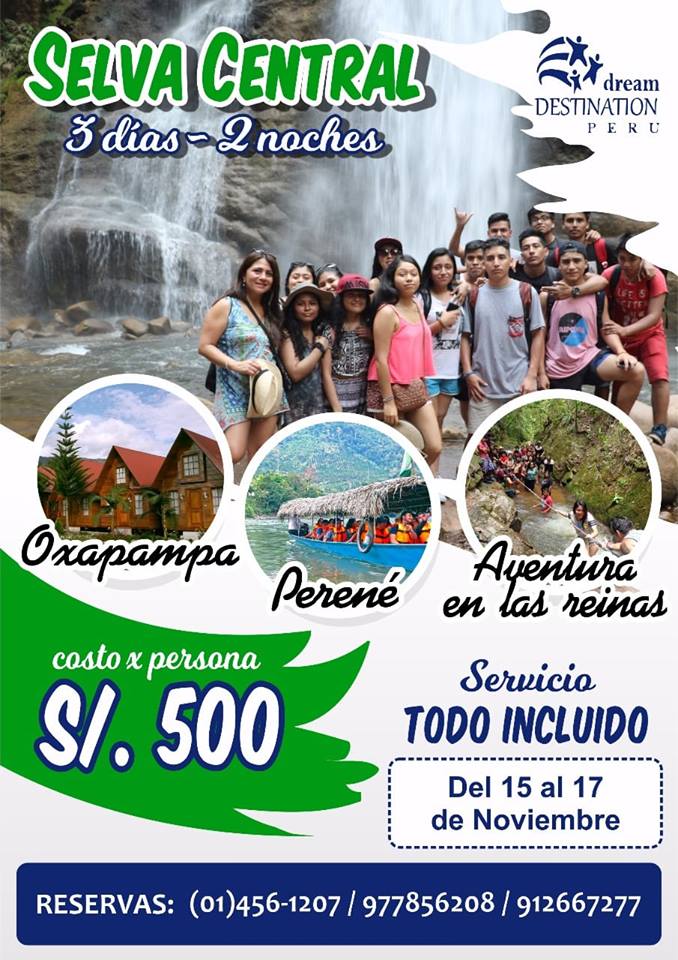 SELVA CENTRAL
3 días - 2 noches
dream
DESTINATION
PERU
Oxapampa
Perené
Aventura
en las reinas
costo x persona
S/. 500
Servicio
TODO INCLUIDO
Del 15 al 17
de Noviembre
RESERVAS: (01)456-1207 / 977856208 / 912667277